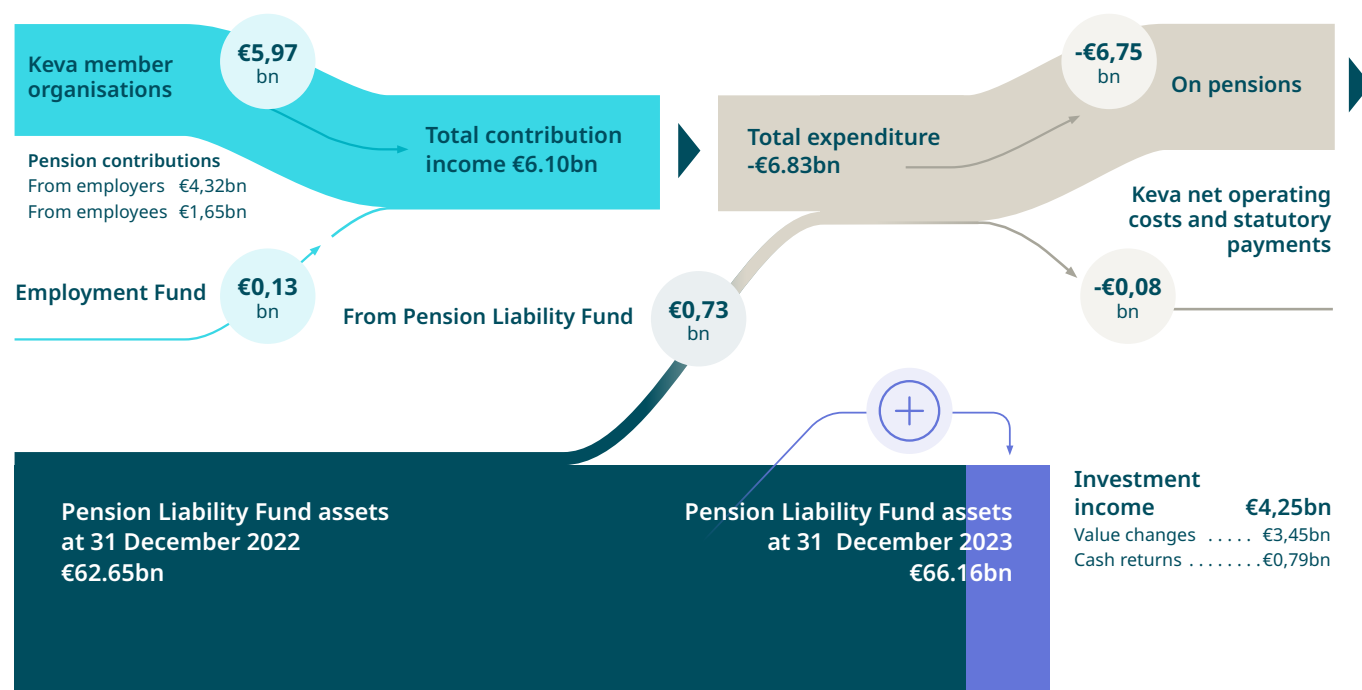 Keva member
organisations
€5,97
bn
Pension contributions
From employers €4,32bn
From employees €1,65bn
Total contribution
income €6.10bn
Employment Fund
€0,13
bn
Total expenditure
-€6.83bn
-€6,75
bn
On pensions
Keva net operating
costs and statutory
payments
-€0,08
bn
From Pension Liability Fund
€0,73
bn
Pension Liability Fund assets
at 31 December 2022
€62.65bn
Pension Liability Fund assets
at 31 December 2023
€66.16bn
Investment
income €4,25bn
Value changes ..... €3,45bn
Cash returns ........€0,79bn